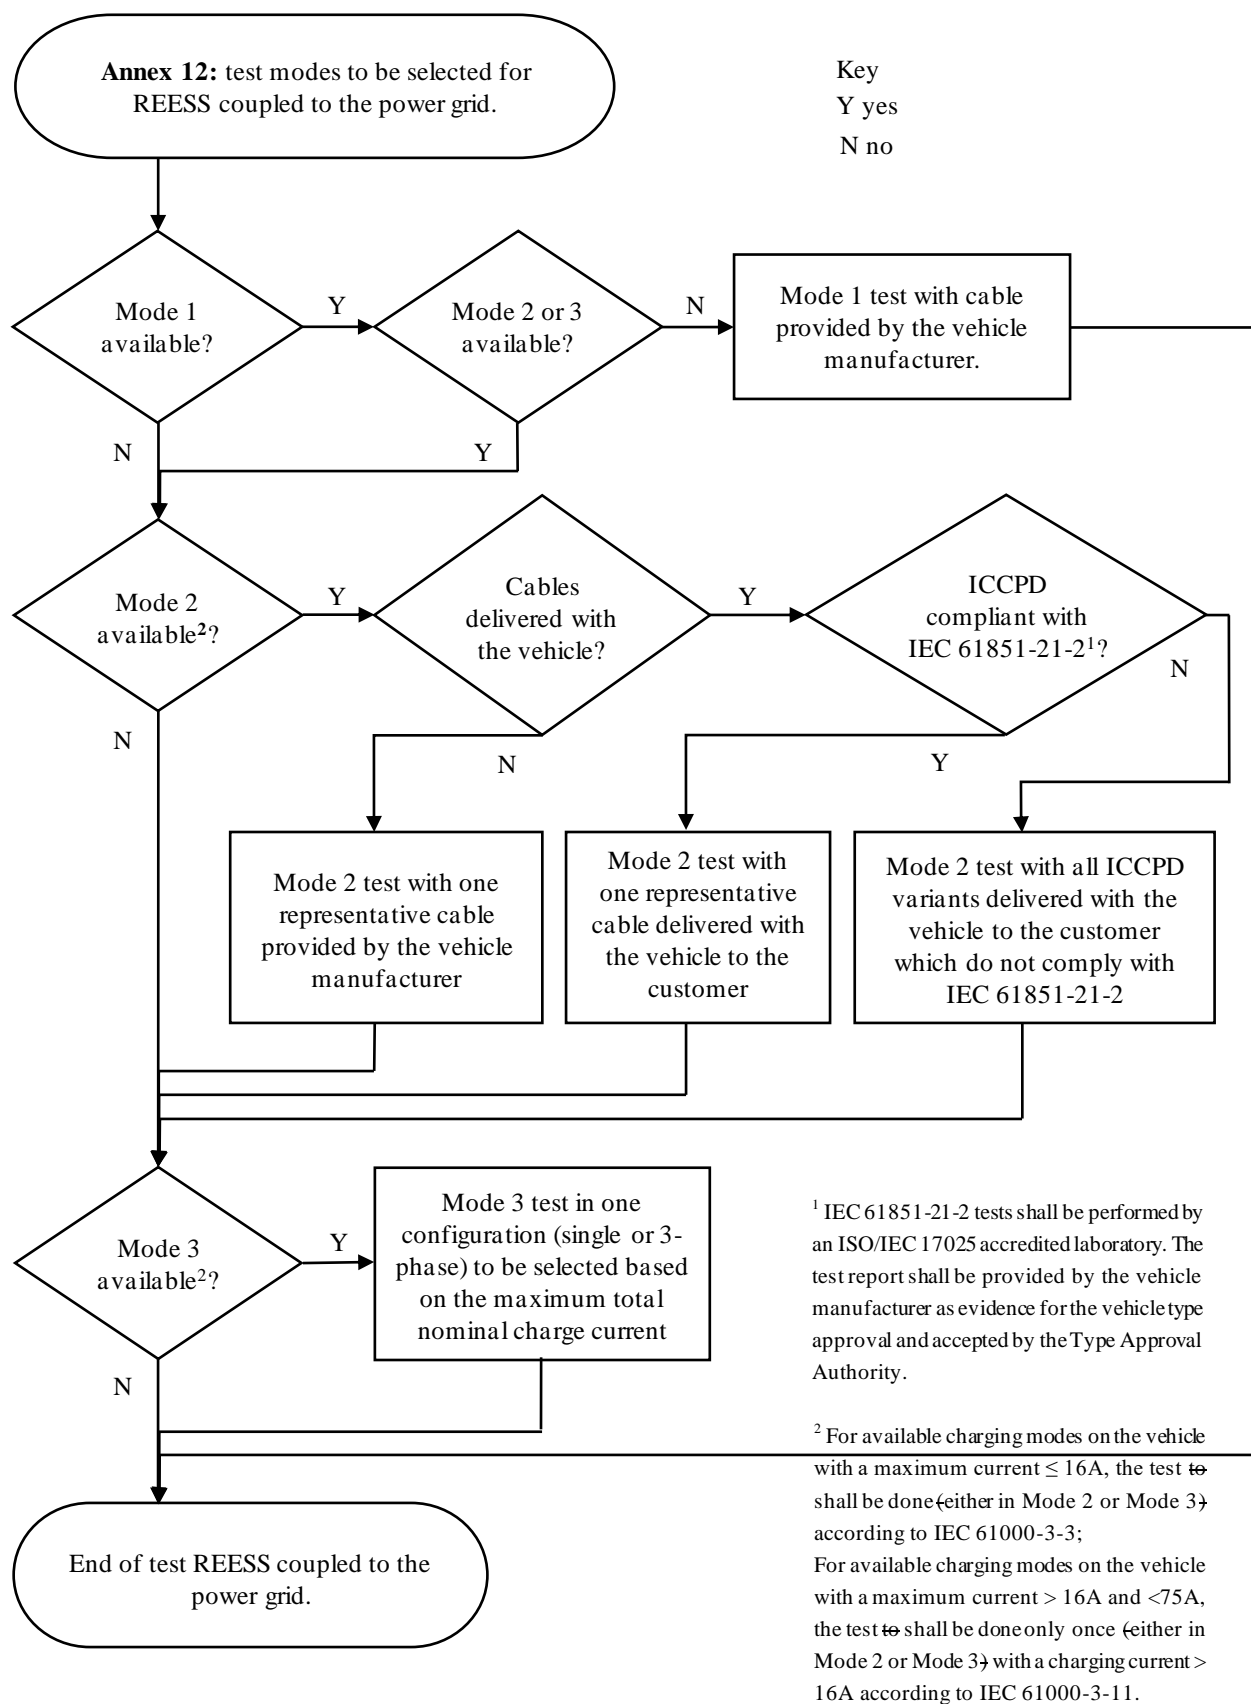 Annex 12: test modes to be selected for
REESS coupled to the power grid.
Key
Y yes
N no
Mode 1
available?
Y
Mode 2 or 3
available?
N
Mode 1 test with cable
provided by the vehicle
manufacturer.
N
Y
Mode 2
available²?
Y
Cables
delivered with
the vehicle?
Y
ICCPD
compliant with
IEC 61851-21-2¹?
N
N
N
Y
Mode 2 test with one
representative cable
provided by the vehicle
manufacturer
Mode 2 test with
one representative
cable delivered with
the vehicle to the
customer
Mode 2 test with all ICCPD
variants delivered with the
vehicle to the customer
which do not comply with
IEC 61851-21-2
Mode 3
available²?
Y
Mode 3 test in one
configuration (single or 3-
phase) to be selected based
on the maximum total
nominal charge current
N
¹ IEC 61851-21-2 tests shall be performed by
an ISO/IEC 17025 accredited laboratory. The
test report shall be provided by the vehicle
manufacturer as evidence for the vehicle type
approval and accepted by the Type Approval
Authority.
² For available charging modes on the vehicle
with a maximum current ≤ 16A, the test to
shall be done (either in Mode 2 or Mode 3)
according to IEC 61000-3-3;
For available charging modes on the vehicle
with a maximum current > 16A and <75A,
the test to shall be done only once (either in
Mode 2 or Mode 3) with a charging current >
16A according to IEC 61000-3-11.
End of test REESS coupled to the
power grid.